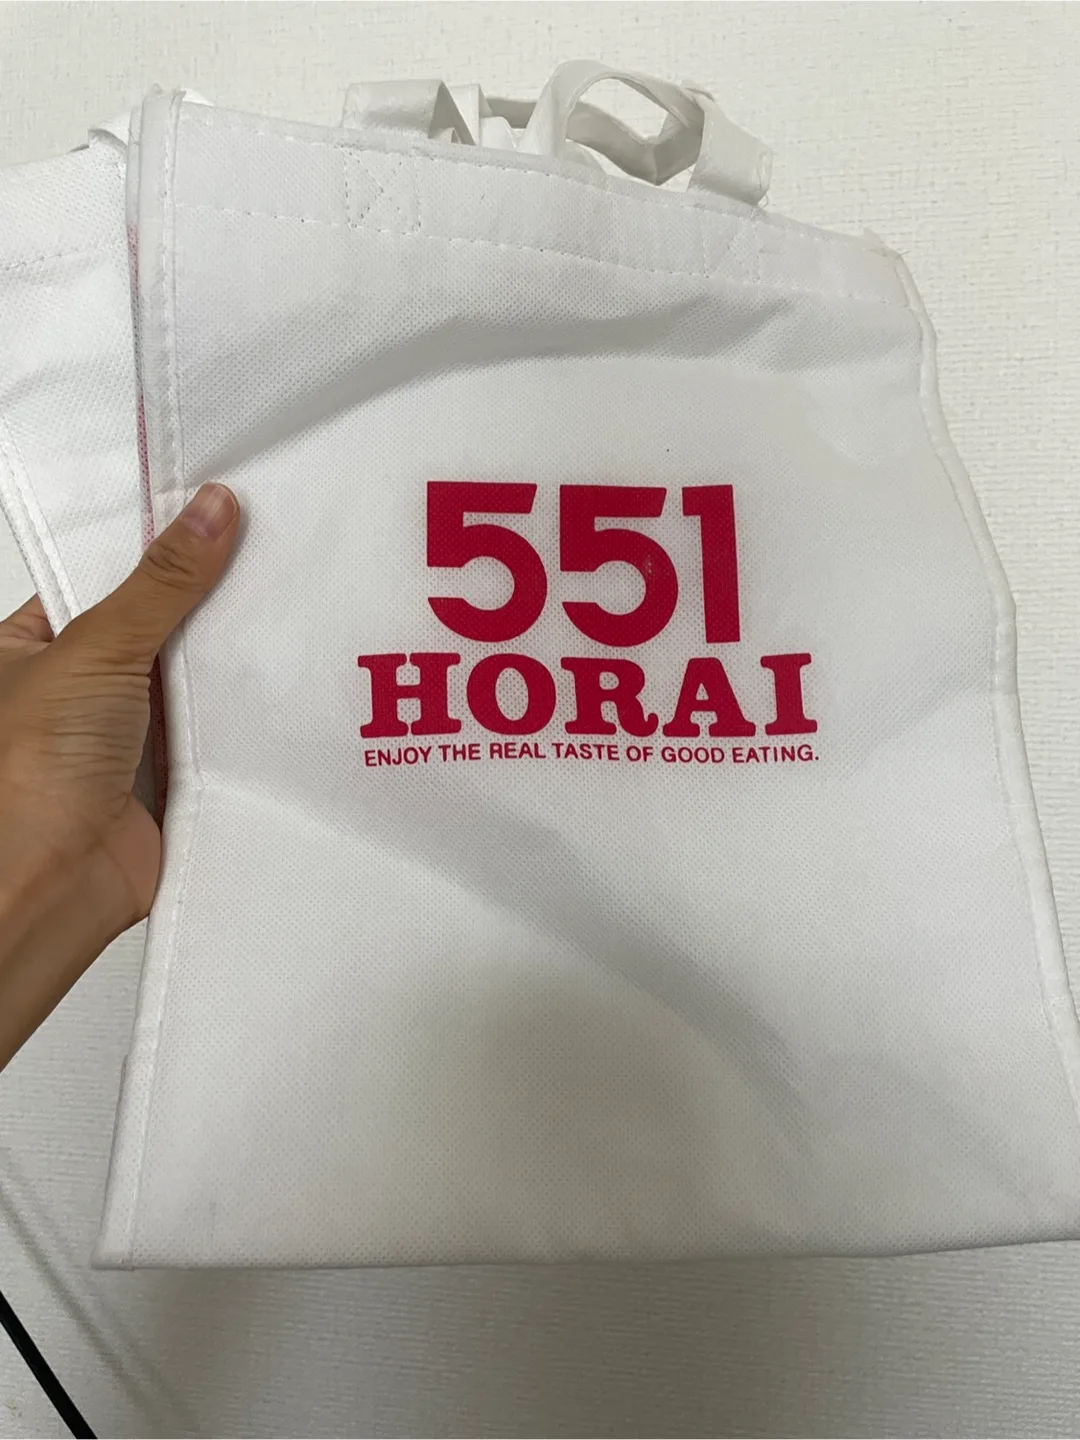 551
HORAI
ENJOY THE REAL TASTE OF GOOD EATING.